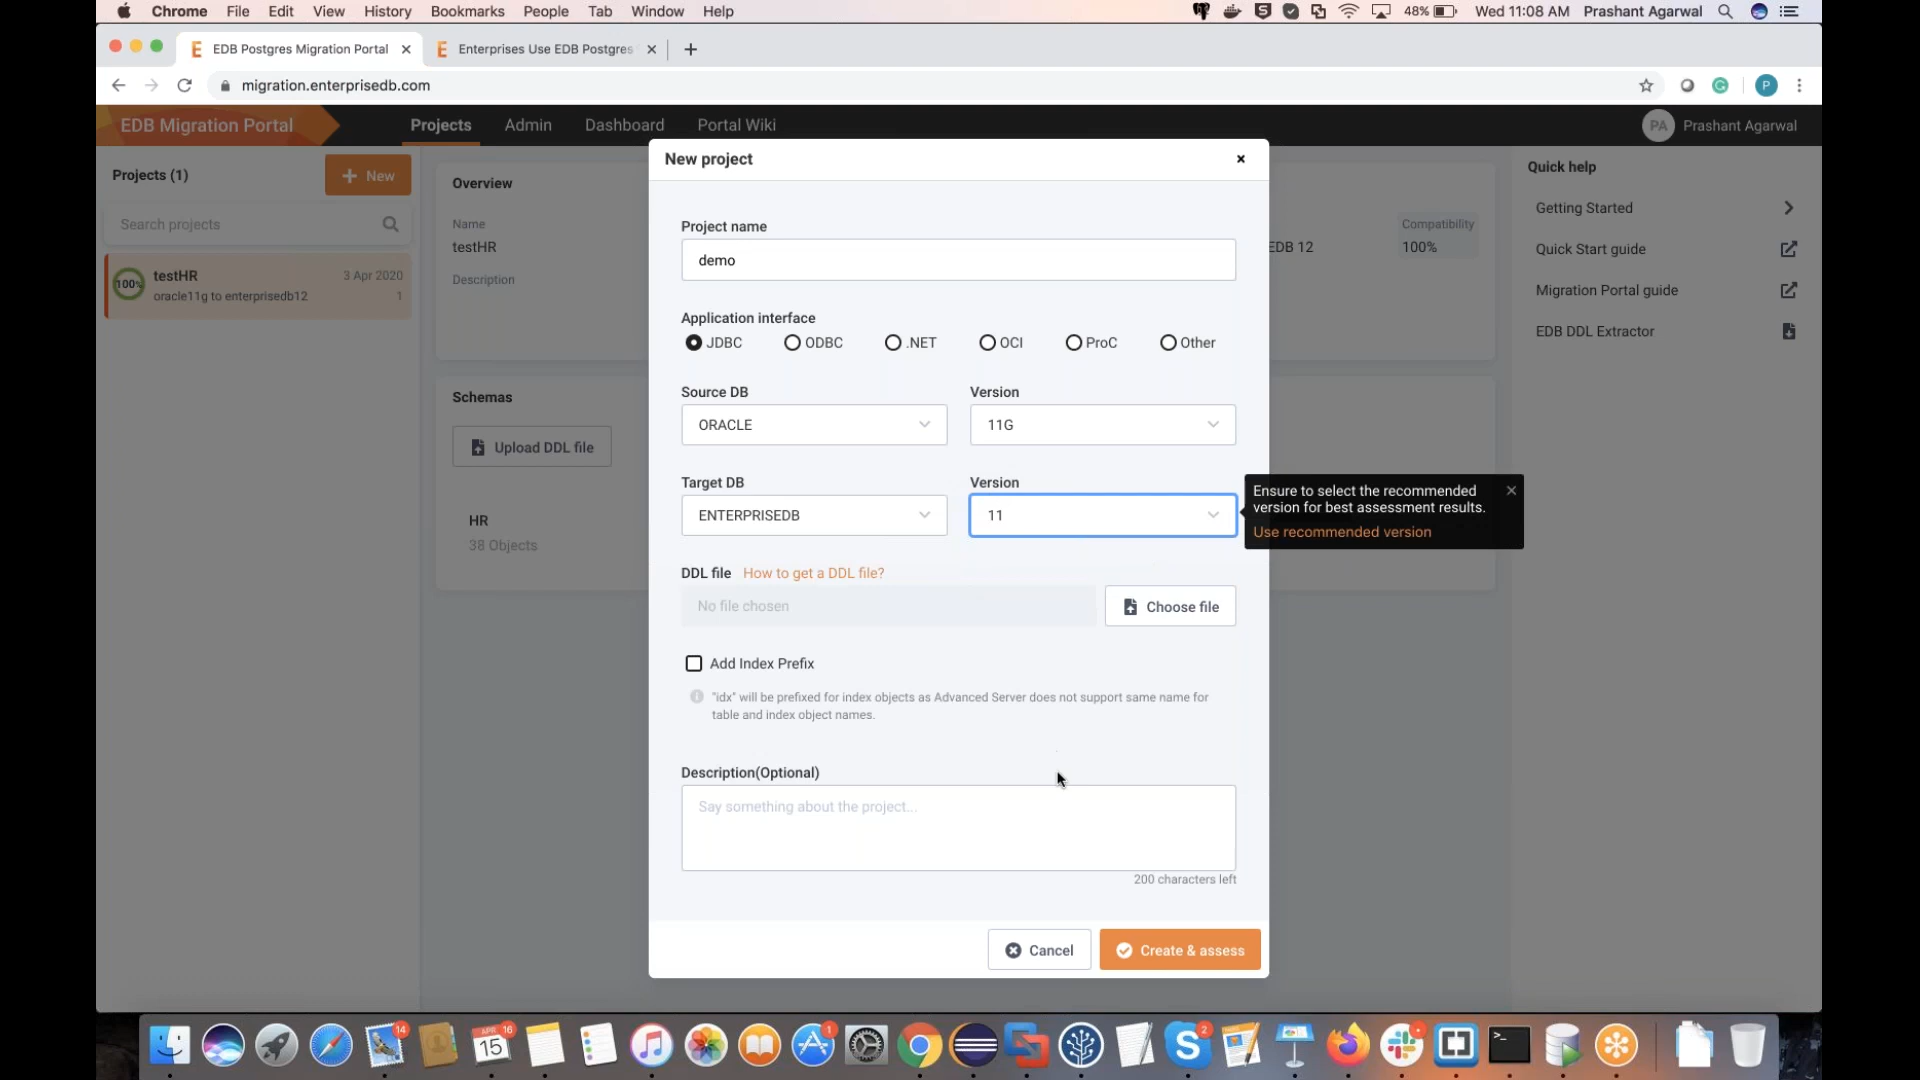 Chrome File Edit View History Bookmarks People Tab Window Help 48% Wed 11:08 AM Prashant Agarwal
EDB Postgres Migration Portal Enterprises Use EDB Postgres
migration.enterprisedb.com P
EDB Migration Portal Projects Admin Dashboard Portal Wiki PA Prashant Agarwal
Projects (1) New
Search projects
100% testHR 3 Apr 2020
oracle11g to enterprisedb12 1
Overview
Name
testHR
Description
EDB 12
Compatibility
100%
Schemas
Upload DDL file
HR
38 Objects
New project
Project name
demo
Application interface
JDBC ODBC .NET OCI ProC Other
Source DB Version
ORACLE 11G
Target DB Version
ENTERPRISEDB 11
Ensure to select the recommended
version for best assessment results.
Use recommended version
DDL file How to get a DDL file?
No file chosen Choose file
Add Index Prefix
"idx" will be prefixed for index objects as Advanced Server does not support same name for
table and index object names.
Description(Optional)
Say something about the project...
200 characters left
Cancel Create & assess
Quick help
Getting Started
Quick Start guide
Migration Portal guide
EDB DDL Extractor
14 APR 15 16 1 2